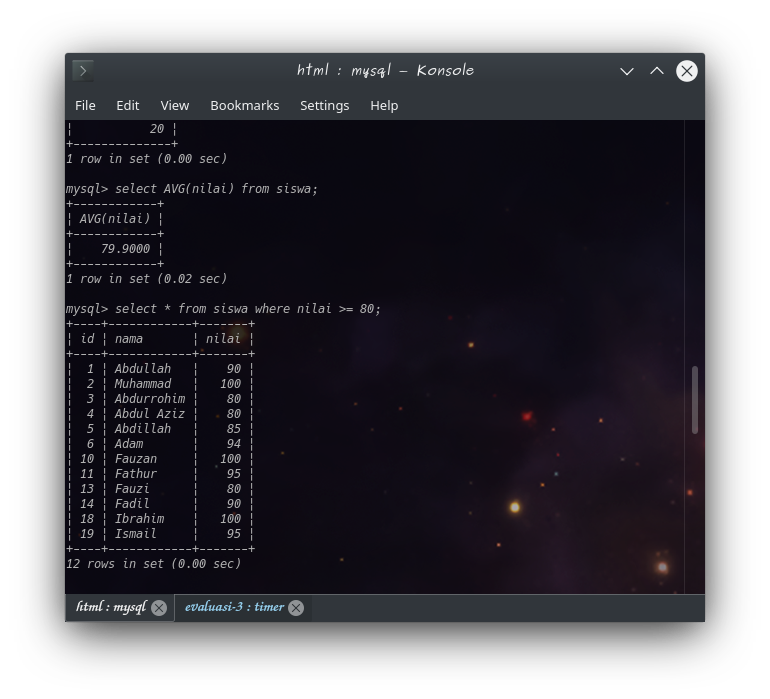 html : mysql — Konsole
File Edit View Bookmarks Settings Help
¦           20 ¦
+--------------+
1 row in set (0.00 sec)
mysql> select AVG(nilai) from siswa;
+------------+
¦ AVG(nilai) ¦
+------------+
¦    79.9000 ¦
+------------+
1 row in set (0.02 sec)
mysql> select * from siswa where nilai >= 80;
+----+------------+-------+
¦ id ¦ nama       ¦ nilai ¦
+----+------------+-------+
¦  1 ¦ Abdullah   ¦    90 ¦
¦  2 ¦ Muhammad   ¦   100 ¦
¦  3 ¦ Abdurrohim ¦    80 ¦
¦  4 ¦ Abdul Aziz ¦    80 ¦
¦  5 ¦ Abdillah   ¦    85 ¦
¦  6 ¦ Adam       ¦    94 ¦
¦ 10 ¦ Fauzan     ¦   100 ¦
¦ 11 ¦ Fathur     ¦    95 ¦
¦ 13 ¦ Fauzi      ¦    80 ¦
¦ 14 ¦ Fadil      ¦    90 ¦
¦ 18 ¦ Ibrahim    ¦   100 ¦
¦ 19 ¦ Ismail     ¦    95 ¦
+----+------------+-------+
12 rows in set (0.00 sec)
html : mysql evaluasi-3 : timer